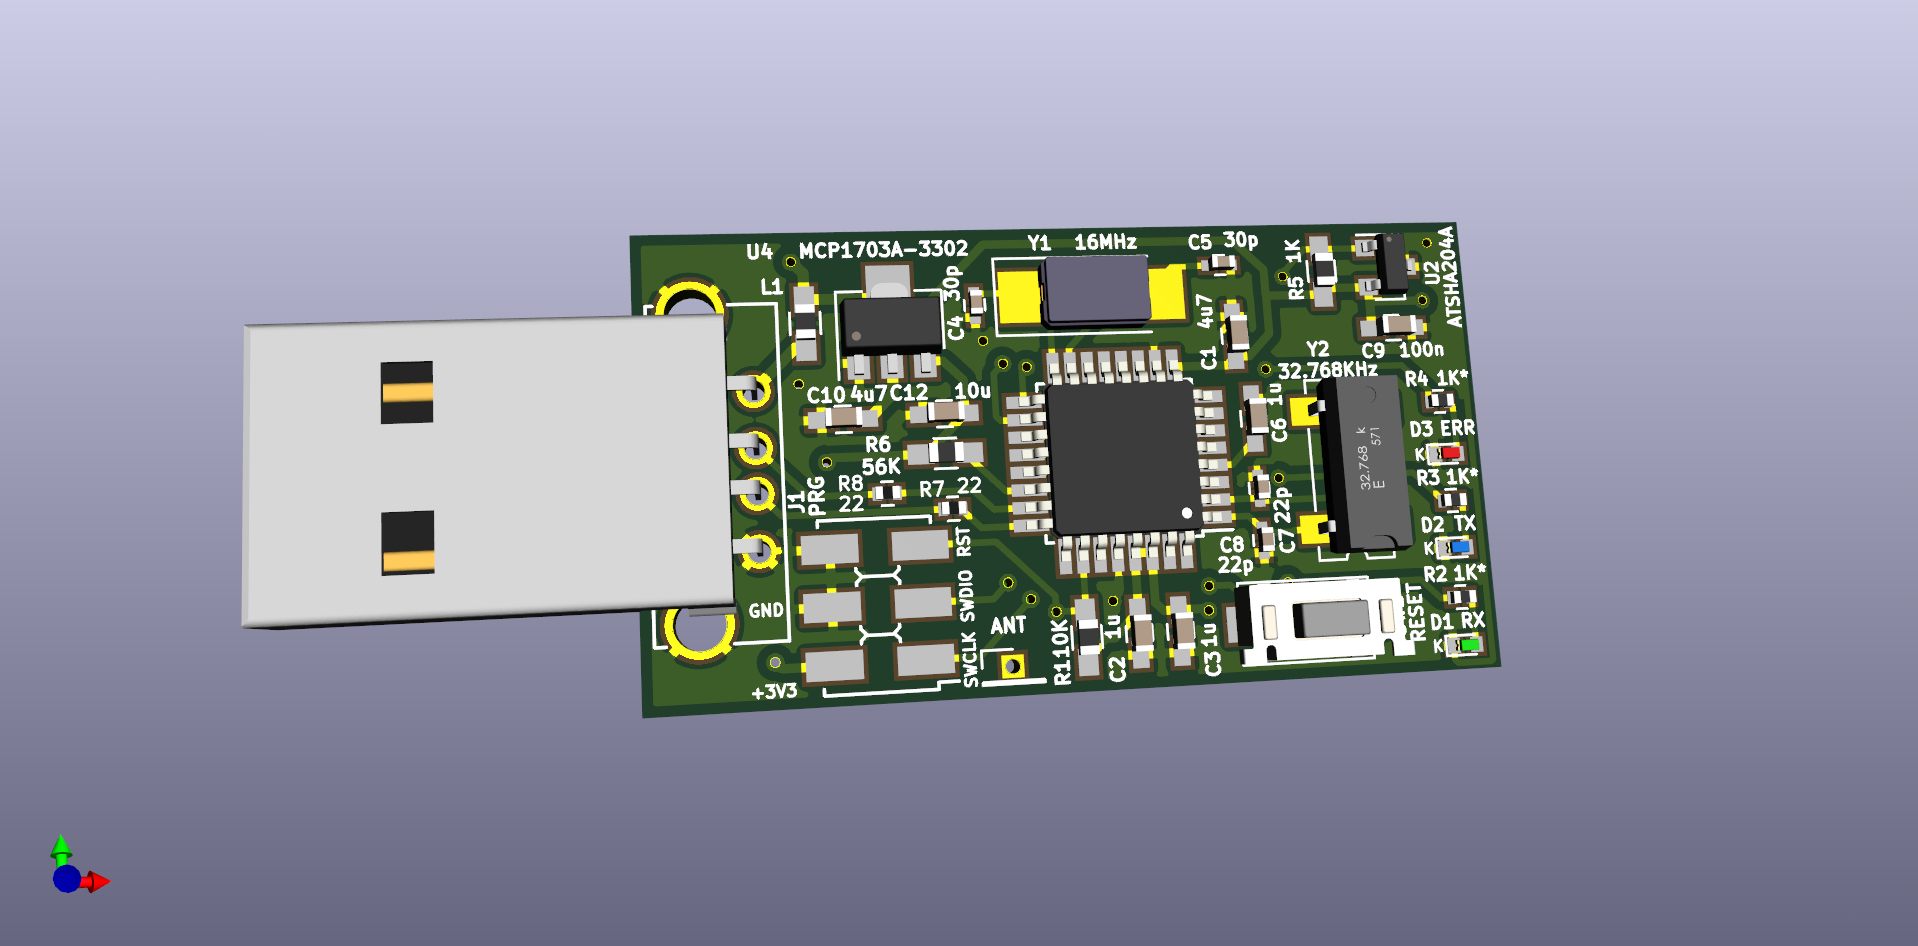 U4 MCP1703A-3302
Y1 16MHz
C5 30p
R5 1K
U2
ATSHA204A
L1
C4 30p
C1 4u7
C9 100n
Y2
32.768KHz
R4 1K*
C10 4u7
C12 10u
C6 1u
32.768 k
571
E
D3 ERR
K
R6
56K
R3 1K*
R8
22
R7 22
J1
PRG
C7 22p
C8
22p
D2 TX
K
RST
R2 1K*
SWDIO
GND
ANT
RESET
D1 RX
K
SWCLK
R1 10K
C2 1u
C3 1u
+3V3